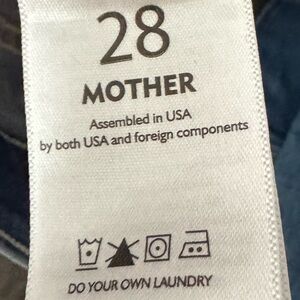 28
MOTHER
Assembled in USA
by both USA and foreign components
DO YOUR OWN LAUNDRY